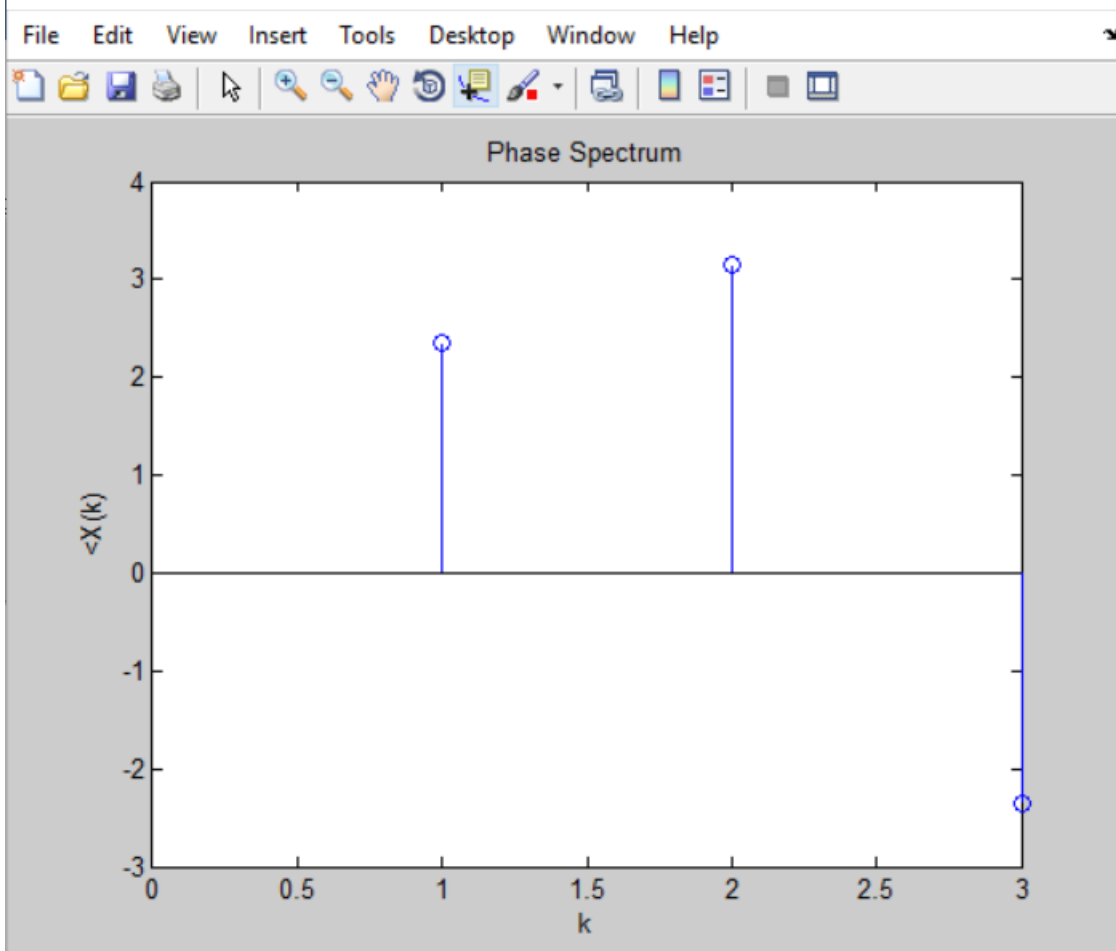 File Edit View Insert Tools Desktop Window Help
Phase Spectrum
4
3
2
1
0
-1
-2
-3
<X(k)
0 0.5 1 1.5 2 2.5 3
k